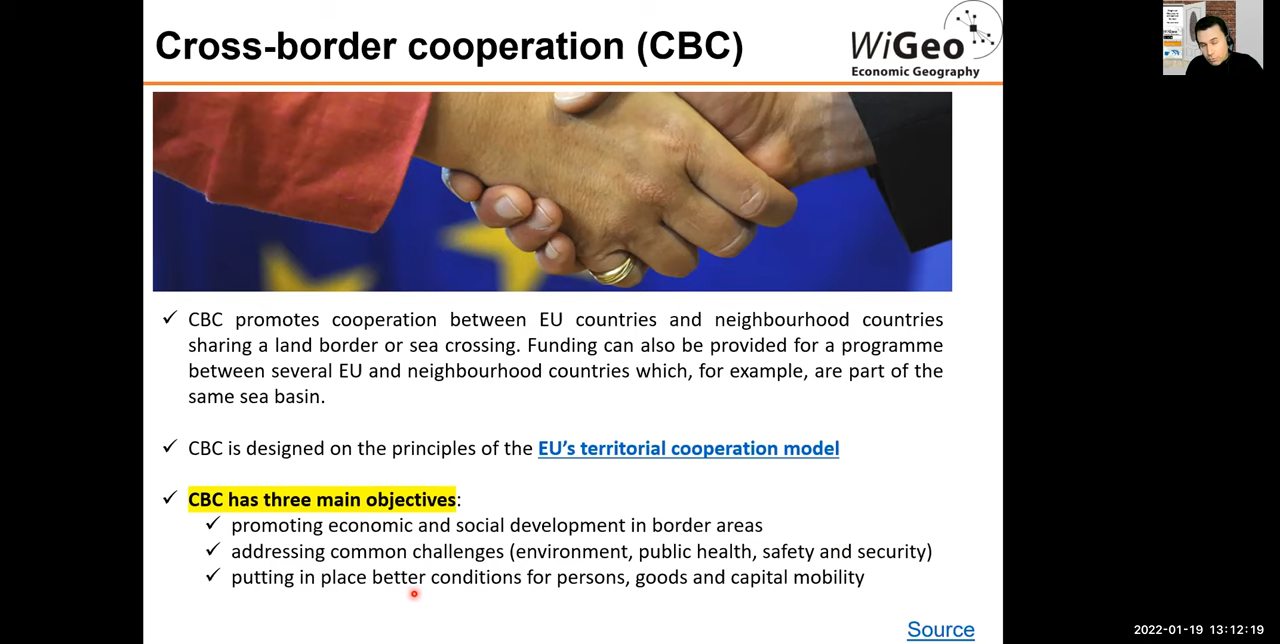 Cross-border cooperation (CBC)
WiGeo
Economic Geography
CBC promotes cooperation between EU countries and neighbourhood countries
sharing a land border or sea crossing. Funding can also be provided for a programme
between several EU and neighbourhood countries which, for example, are part of the
same sea basin.
CBC is designed on the principles of the EU’s territorial cooperation model
CBC has three main objectives:
promoting economic and social development in border areas
addressing common challenges (environment, public health, safety and security)
putting in place better conditions for persons, goods and capital mobility
Source
2022-01-19 13:12:19